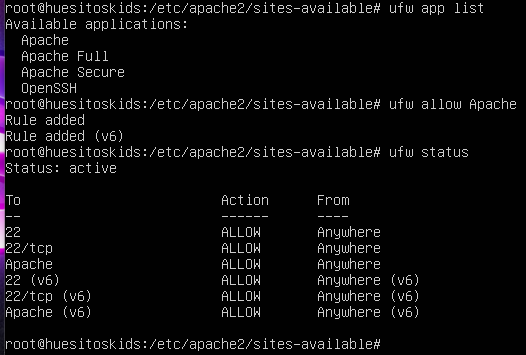 root@huesitoskids:/etc/apache2/sites-available# ufw app list
Available applications:
  Apache
  Apache Full
  Apache Secure
  OpenSSH
root@huesitoskids:/etc/apache2/sites-available# ufw allow Apache
Rule added
Rule added (v6)
root@huesitoskids:/etc/apache2/sites-available# ufw status
Status: active

To                         Action      From
--                         ------      ----
22                         ALLOW       Anywhere
22/tcp                     ALLOW       Anywhere
Apache                     ALLOW       Anywhere
22 (v6)                    ALLOW       Anywhere (v6)
22/tcp (v6)                ALLOW       Anywhere (v6)
Apache (v6)                ALLOW       Anywhere (v6)

root@huesitoskids:/etc/apache2/sites-available#